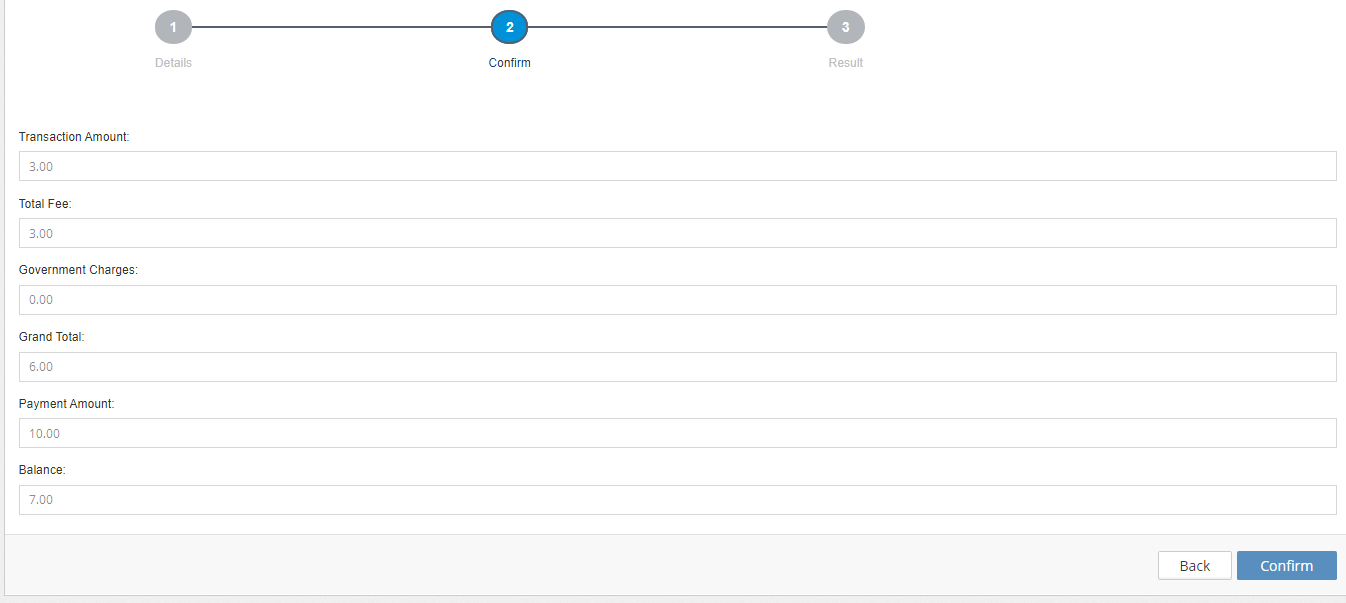 1
2
3
Details
Confirm
Result
Transaction Amount:
3.00
Total Fee:
3.00
Government Charges:
0.00
Grand Total:
6.00
Payment Amount:
10.00
Balance:
7.00
Back
Confirm